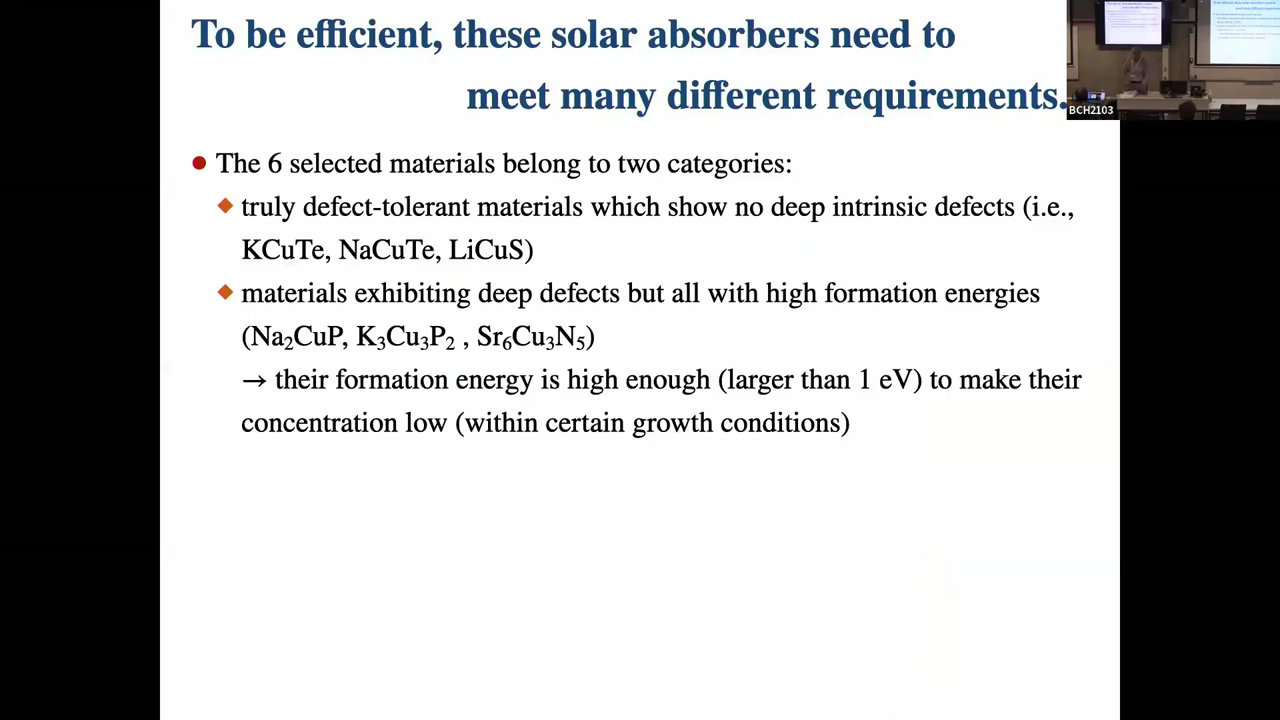 To be efficient, these solar absorbers need to
meet many different requirements.
BCH2103
● The 6 selected materials belong to two categories:
◆ truly defect-tolerant materials which show no deep intrinsic defects (i.e.,
KCuTe, NaCuTe, LiCuS)
◆ materials exhibiting deep defects but all with high formation energies
(Na₂CuP, K₃Cu₃P₂ , Sr₆Cu₃N₅)
→ their formation energy is high enough (larger than 1 eV) to make their
concentration low (within certain growth conditions)